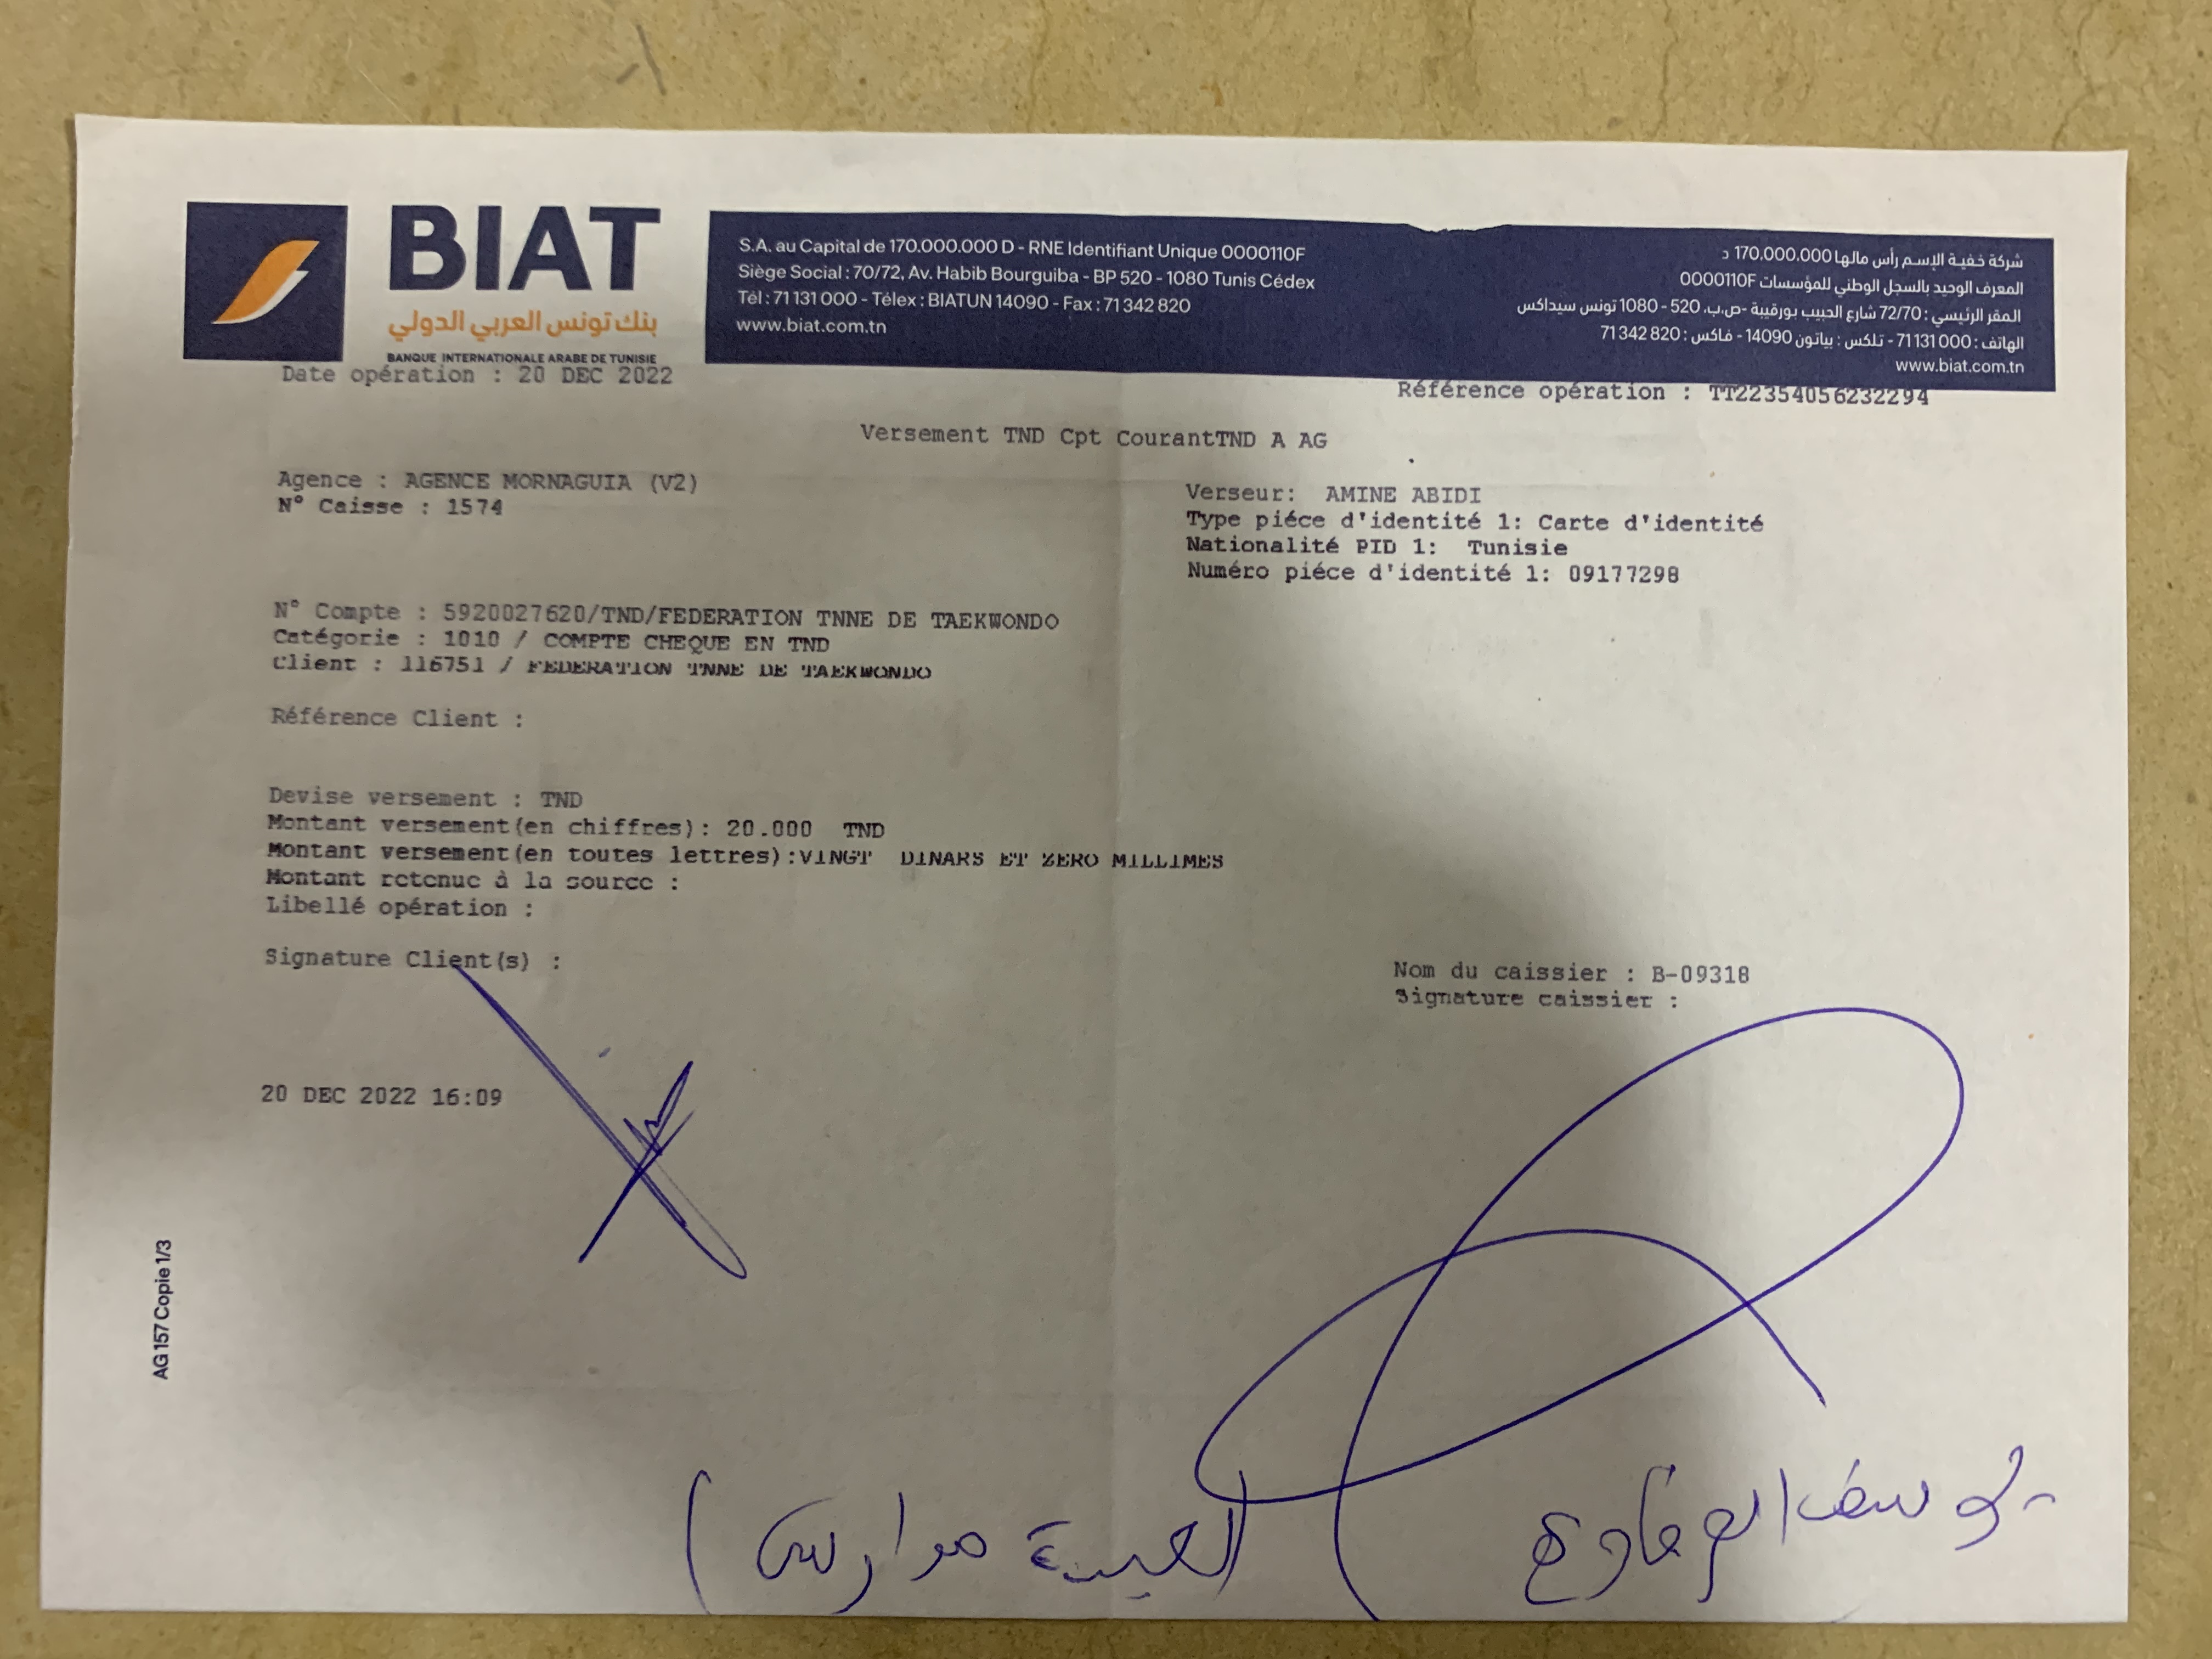 BIAT
بنك تونس العربي الدولي
BANQUE INTERNATIONALE ARABE DE TUNISIE
S.A. au Capital de 170.000.000 D - RNE Identifiant Unique 0000110F
Siège Social : 70/72, Av. Habib Bourguiba - BP 520 - 1080 Tunis Cédex
Tél : 71 131 000 - Télex : BIATUN 14090 - Fax : 71 342 820
www.biat.com.tn
شركة خفية الإسم رأس مالها 170.000.000 د
المعرف الوحيد بالسجل الوطني للمؤسسات 0000110F
المقر الرئيسي : 72/70 شارع الحبيب بورقيبة -ص.ب. 520 - 1080 تونس سيداكس
الهاتف : 71 131 000 - تلكس : بياتون 14090 - فاكس : 71 342 820
www.biat.com.tn
Date opération : 20 DEC 2022
Référence opération : TT22354056232294
Versement TND Cpt CourantTND A AG
Agence : AGENCE MORNAGUIA (V2)
N° Caisse : 1574
Verseur: AMINE ABIDI
Type piéce d'identité 1: Carte d'identité
Nationalité PID 1: Tunisie
Numéro piéce d'identité 1: 09177298
N° Compte : 5920027620/TND/FEDERATION TNNE DE TAEKWONDO
Catégorie : 1010 / COMPTE CHEQUE EN TND
Client : 116751 / FEDERATION TNNE DE TAEKWONDO
Référence Client :
Devise versement : TND
Montant versement(en chiffres): 20.000 TND
Montant versement(en toutes lettres):VINGT DINARS ET ZERO MILLIMES
Montant retenue à la source :
Libellé opération :
Signature Client(s) :
Nom du caissier : B-09318
Signature caissier :
20 DEC 2022 16:09
AG 157 Copie 1/3